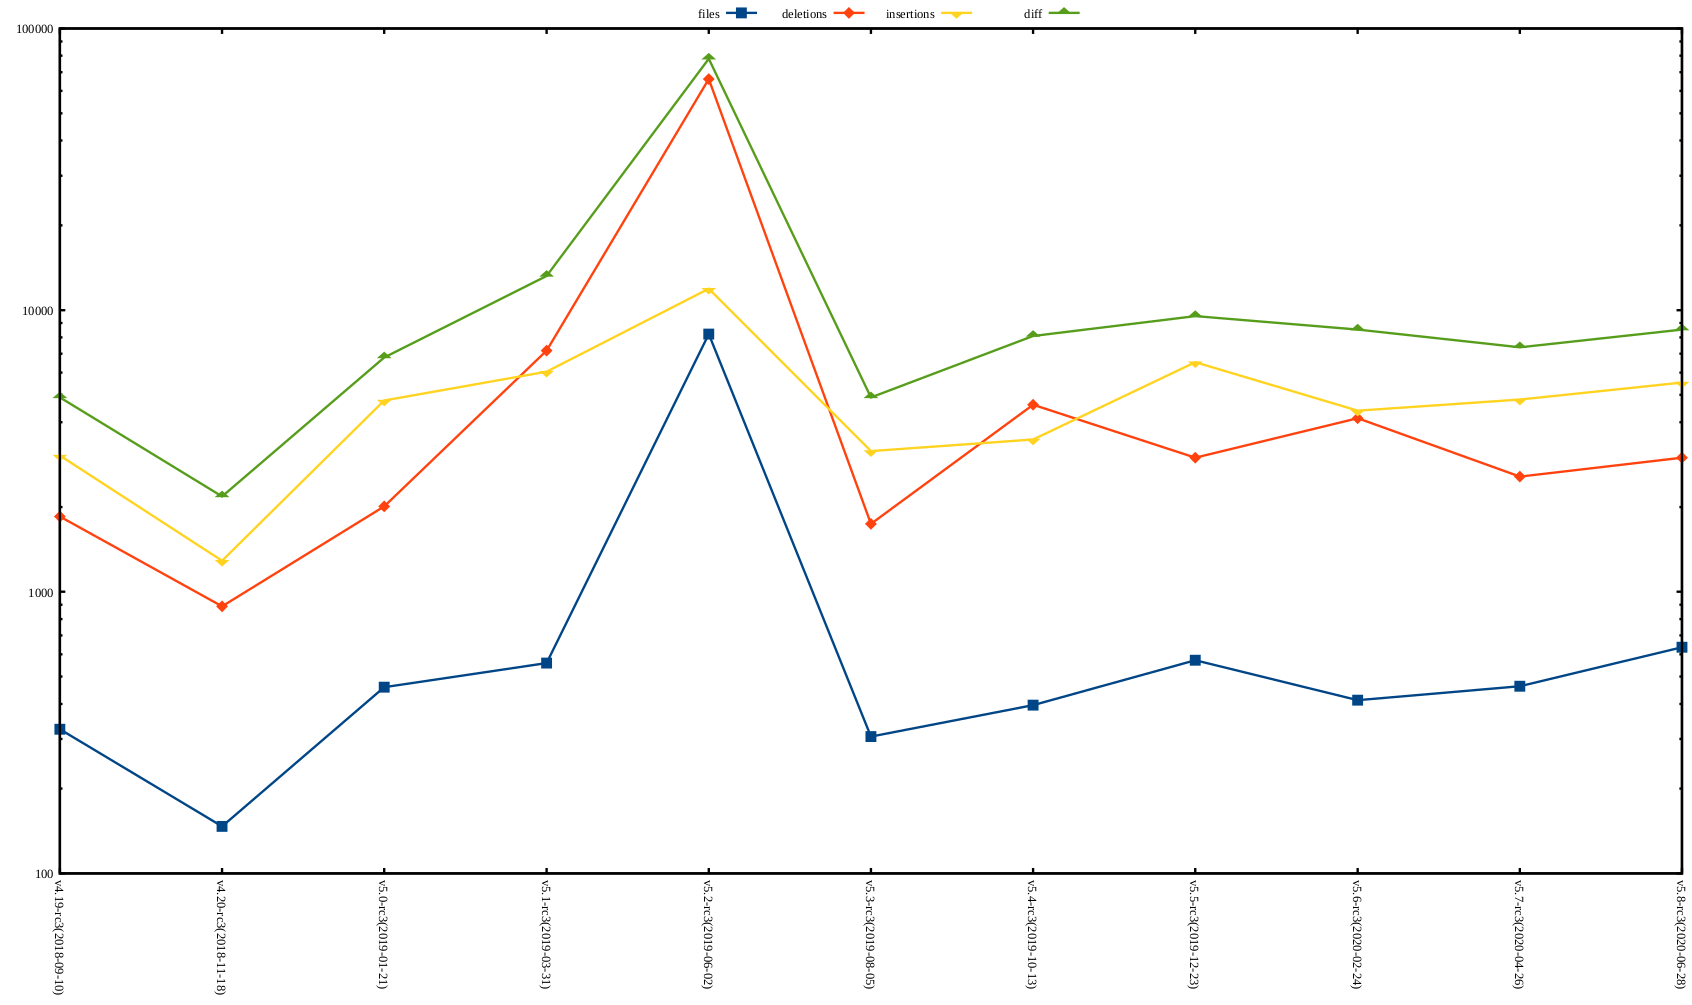 files deletions insertions diff
100000
10000
1000
100
v4.19-rc3(2018-09-10)
v4.20-rc3(2018-11-18)
v5.0-rc3(2019-01-21)
v5.1-rc3(2019-03-31)
v5.2-rc3(2019-06-02)
v5.3-rc3(2019-08-05)
v5.4-rc3(2019-10-13)
v5.5-rc3(2019-12-23)
v5.6-rc3(2020-02-24)
v5.7-rc3(2020-04-26)
v5.8-rc3(2020-06-28)